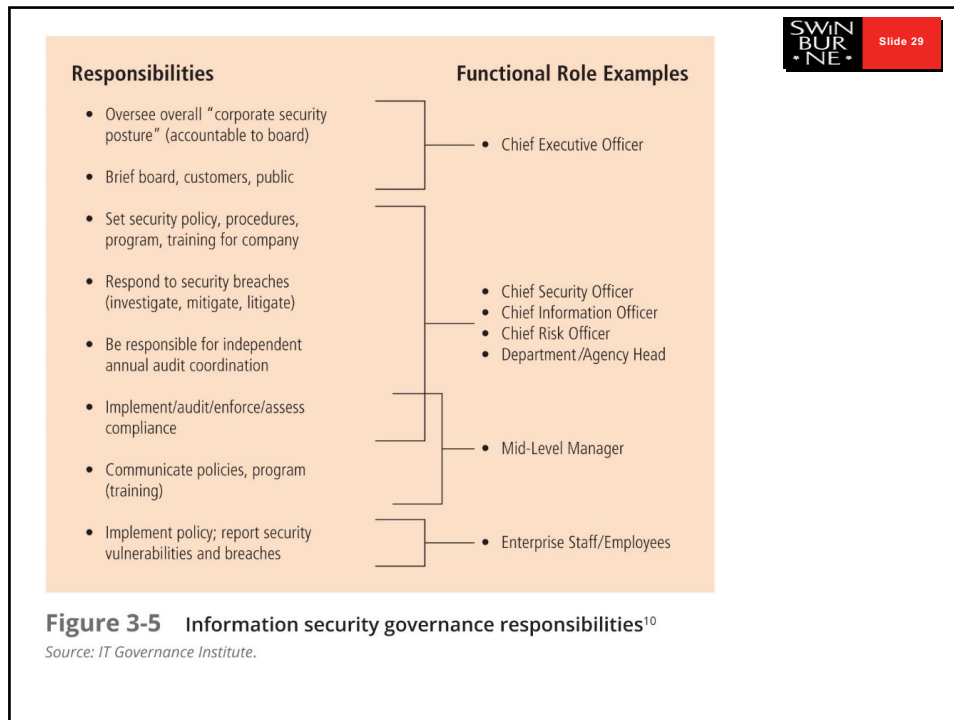 SWIN
BUR
* NE *
Slide 29
Responsibilities
Functional Role Examples
• Oversee overall “corporate security
posture” (accountable to board)
• Brief board, customers, public
• Chief Executive Officer
• Set security policy, procedures,
program, training for company
• Respond to security breaches
(investigate, mitigate, litigate)
• Be responsible for independent
annual audit coordination
• Implement/audit/enforce/assess
compliance
• Chief Security Officer
• Chief Information Officer
• Chief Risk Officer
• Department/Agency Head
• Communicate policies, program
(training)
• Mid-Level Manager
• Implement policy; report security
vulnerabilities and breaches
• Enterprise Staff/Employees
Figure 3-5 Information security governance responsibilities¹⁰
Source: IT Governance Institute.